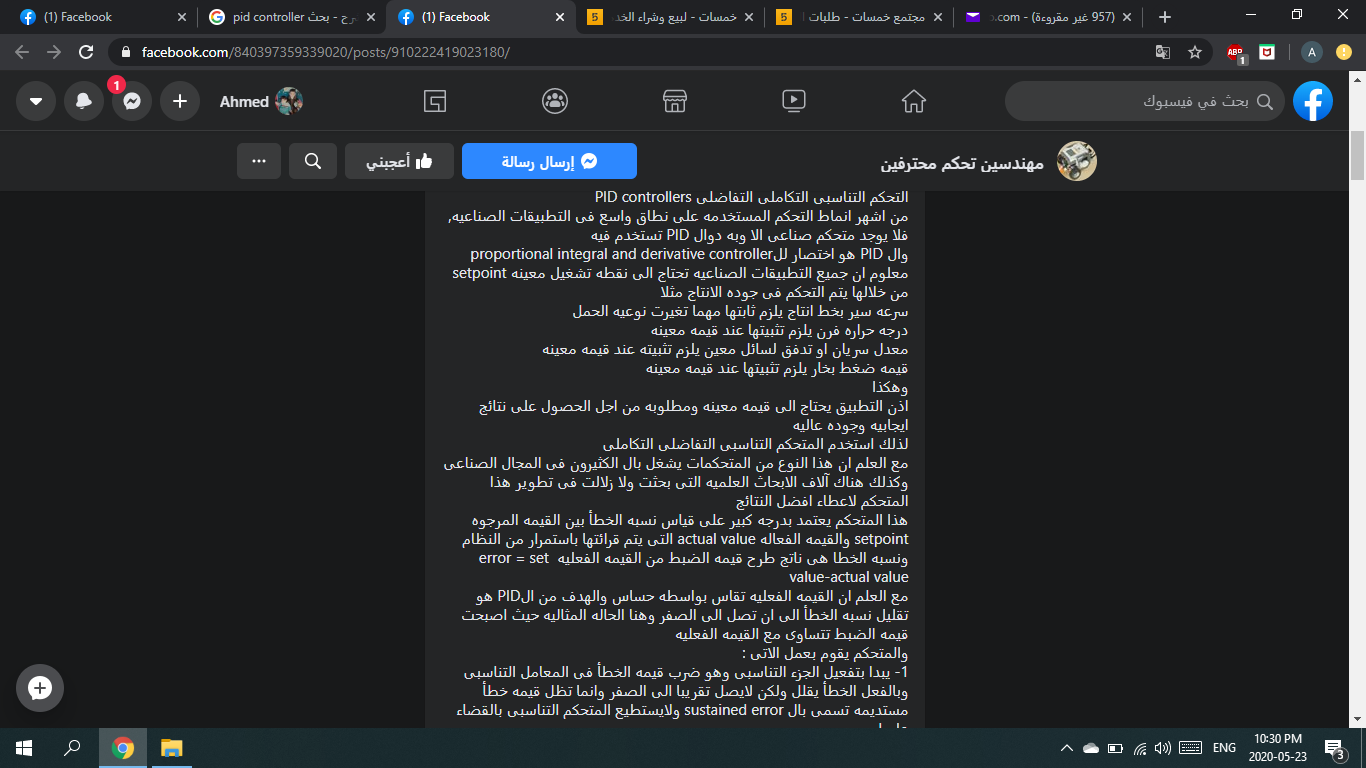 (1) Facebook
pid controller شرح - بحث
(1) Facebook
خمسات - لبيع وشراء الخد
مجتمع خمسات - طلبات ا
(957 غير مقروءة) - .com
facebook.com/840397359339020/posts/910222419023180/
ABP
1
A
1
Ahmed
بحث في فيسبوك
مهندسين تحكم محترفين
إرسال رسالة
أعجبني
التحكم التناسبى التكاملى التفاضلى PID controllers
من اشهر انماط التحكم المستخدمه على نطاق واسع فى التطبيقات الصناعيه,
فلا يوجد متحكم صناعى الا وبه دوال PID تستخدم فيه
وال PID هو اختصار للproportional integral and derivative controller
معلوم ان جميع التطبيقات الصناعيه تحتاج الى نقطه تشغيل معينه setpoint
من خلالها يتم التحكم فى جوده الانتاج مثلا
سرعه سير بخط انتاج يلزم ثابتها مهما تغيرت نوعيه الحمل
درجه حراره فرن يلزم تثبيتها عند قيمه معينه
معدل سريان او تدفق لسائل معين يلزم تثبيته عند قيمه معينه
قيمه ضغط بخار يلزم تثبيتها عند قيمه معينه
وهكذا
اذن التطبيق يحتاج الى قيمه معينه ومطلوبه من اجل الحصول على نتائج
ايجابيه وجوده عاليه
لذلك استخدم المتحكم التناسبى التفاضلى التكاملى
مع العلم ان هذا النوع من المتحكمات يشغل بال الكثيرون فى المجال الصناعى
وكذلك هناك آلاف الابحاث العلميه التى بحثت ولا زلالت فى تطوير هذا
المتحكم لاعطاء افضل النتائج
هذا المتحكم يعتمد بدرجه كبير على قياس نسبه الخطأ بين القيمه المرجوه
setpoint والقيمه الفعاله actual value التى يتم قرائتها باستمرار من النظام
ونسبه الخطا هى ناتج طرح قيمه الضبط من القيمه الفعليه error = set
value-actual value
مع العلم ان القيمه الفعليه تقاس بواسطه حساس والهدف من الPID هو
تقليل نسبه الخطأ الى ان تصل الى الصفر وهنا الحاله المثاليه حيث اصبحت
قيمه الضبط تتساوى مع القيمه الفعليه
والمتحكم يقوم بعمل الاتى :
1- يبدا بتفعيل الجزء التناسبى وهو ضرب قيمه الخطأ فى المعامل التناسبى
وبالفعل الخطأ يقلل ولكن لايصل تقريبا الى الصفر وانما تظل قيمه خطأ
مستديمه تسمى بال sustained error ولايستطيع المتحكم التناسبى بالقضاء
ENG
10:30 PM
2020-05-23
3